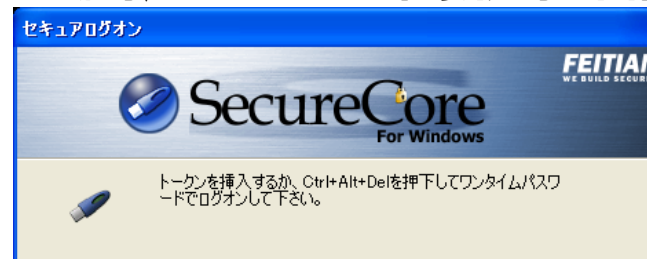 セキュアログオン
FEITIAN
WE BUILD SECUR
SecureCore
For Windows
トークンを挿入するか、Ctrl+Alt+Delを押下してワンタイムパスワ
ードでログオンして下さい。